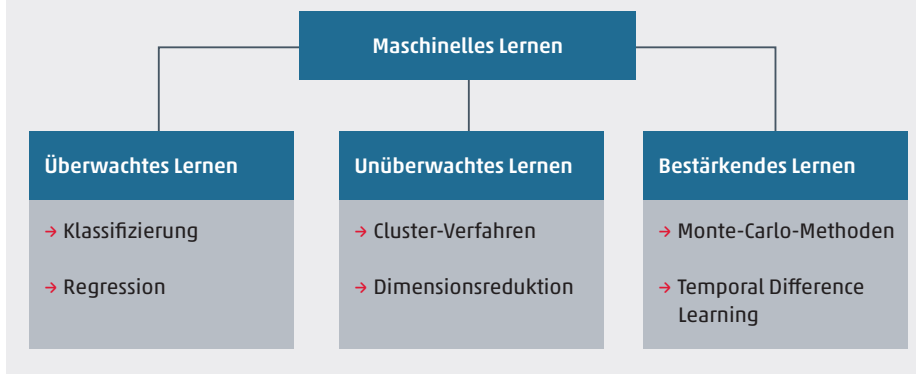 Maschinelles Lernen
Überwachtes Lernen
→ Klassifizierung
→ Regression
Unüberwachtes Lernen
→ Cluster-Verfahren
→ Dimensionsreduktion
Bestärkendes Lernen
→ Monte-Carlo-Methoden
→ Temporal Difference
Learning